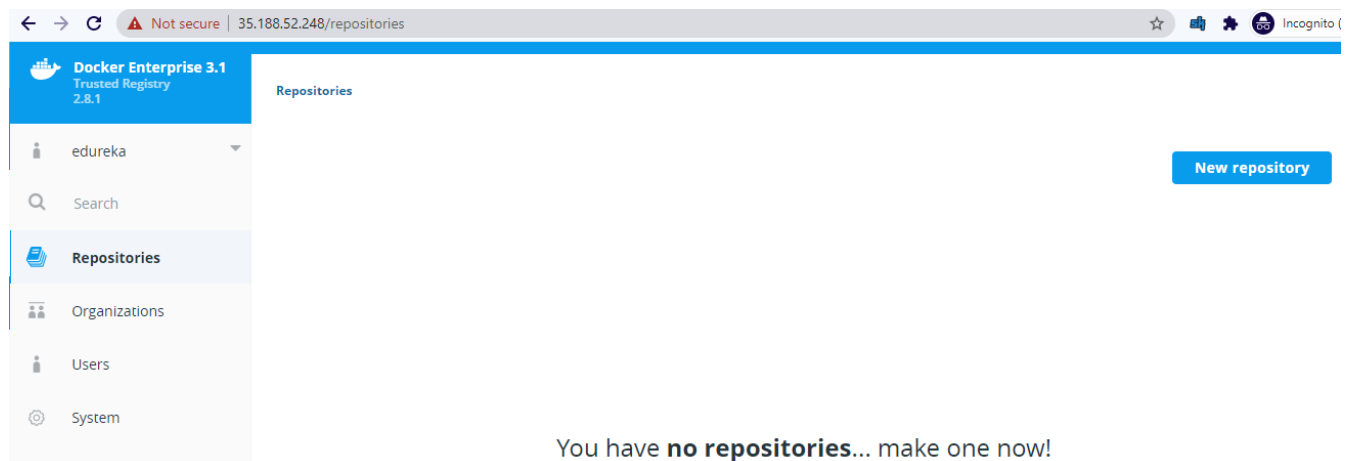 Not secure | 35.188.52.248/repositories
Incognito (
Docker Enterprise 3.1
Trusted Registry
2.8.1
Repositories
edureka
New repository
Search
Repositories
Organizations
Users
System
You have no repositories... make one now!